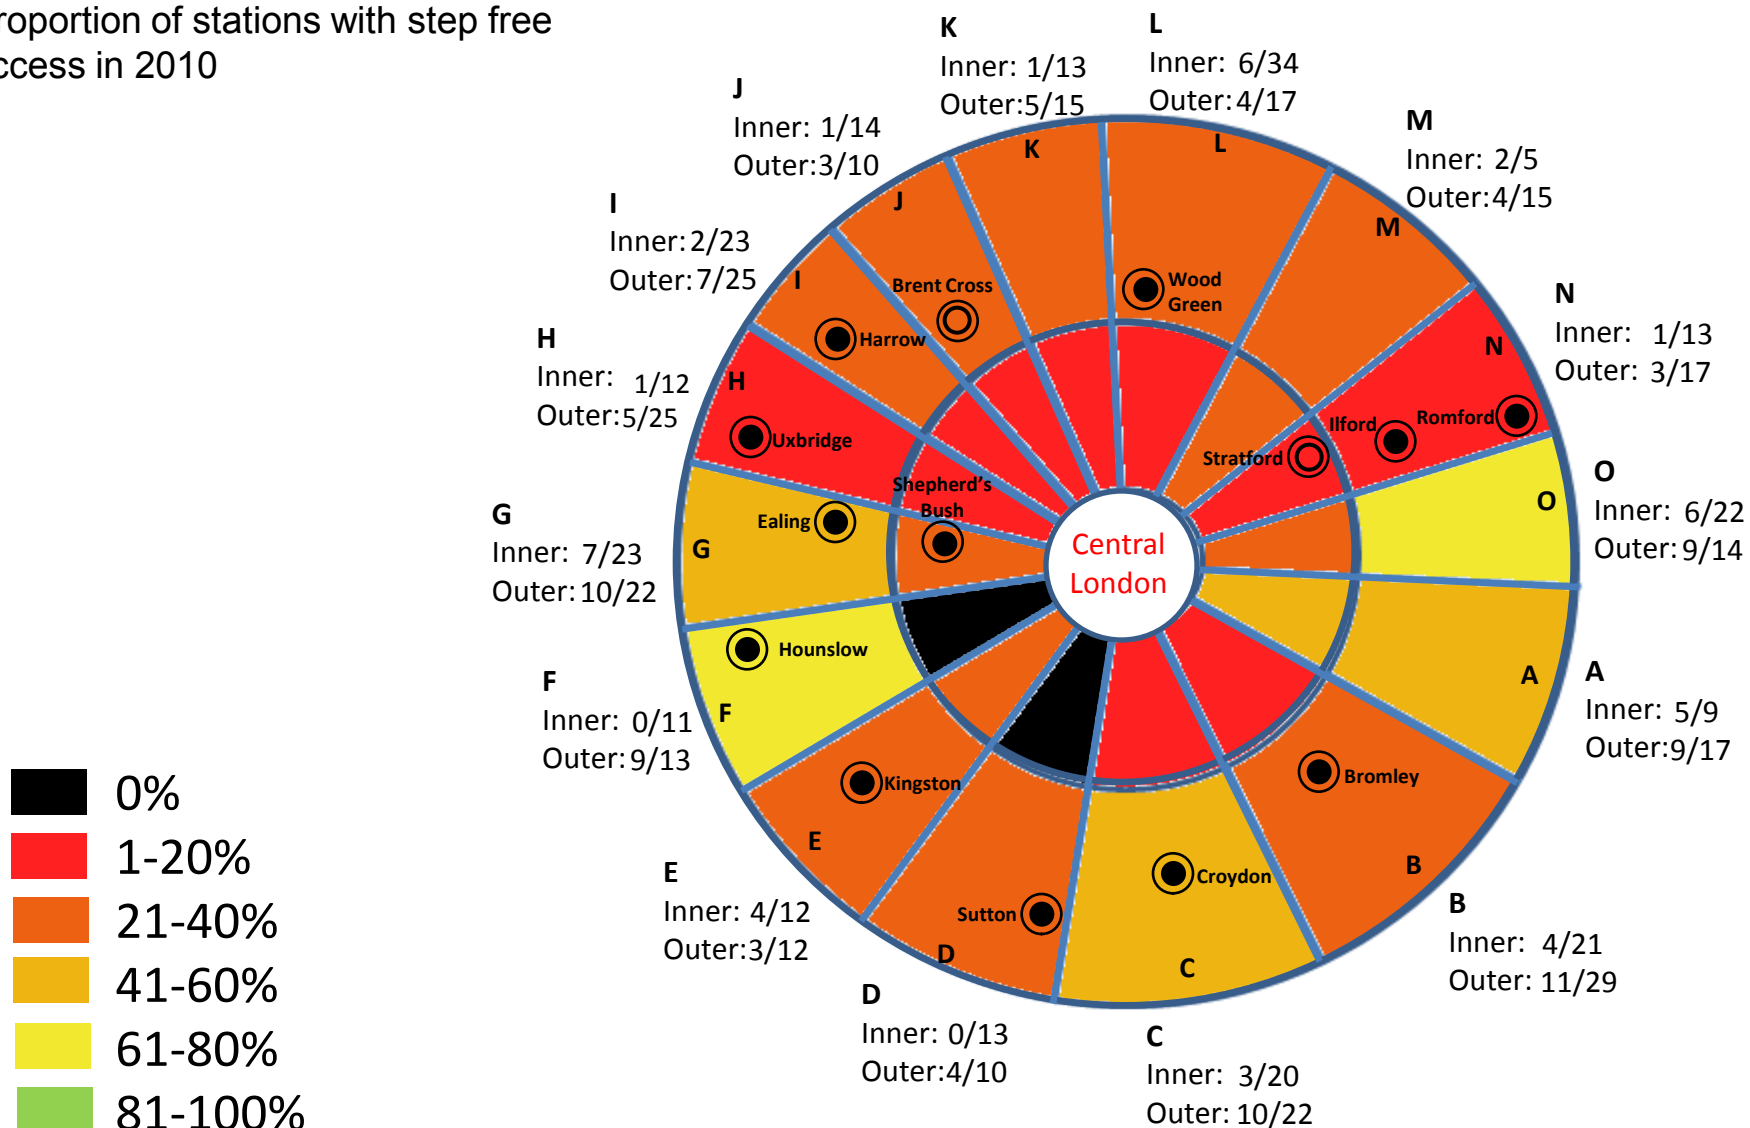 roportion of stations with step free
ccess in 2010
K
Inner: 1/13
Outer:5/15
L
Inner: 6/34
Outer:4/17
J
Inner: 1/14
Outer:3/10
M
Inner: 2/5
Outer:4/15
I
Inner:2/23
Outer:7/25
N
Inner: 1/13
Outer: 3/17
H
Inner: 1/12
Outer:5/25
O
Inner: 6/22
Outer:9/14
G
Inner: 7/23
Outer:10/22
A
Inner: 5/9
Outer:9/17
F
Inner: 0/11
Outer:9/13
B
Inner: 4/21
Outer: 11/29
E
Inner: 4/12
Outer:3/12
D
Inner: 0/13
Outer:4/10
C
Inner: 3/20
Outer:10/22
K
L
J
M
I
Brent Cross
Wood
Green
Harrow
N
H
Uxbridge
Ilford
Romford
Stratford
Shepherd's
Bush
O
Ealing
G
Central
London
Hounslow
F
A
Kingston
Bromley
E
B
Croydon
Sutton
D
C
0%
1-20%
21-40%
41-60%
61-80%
81-100%